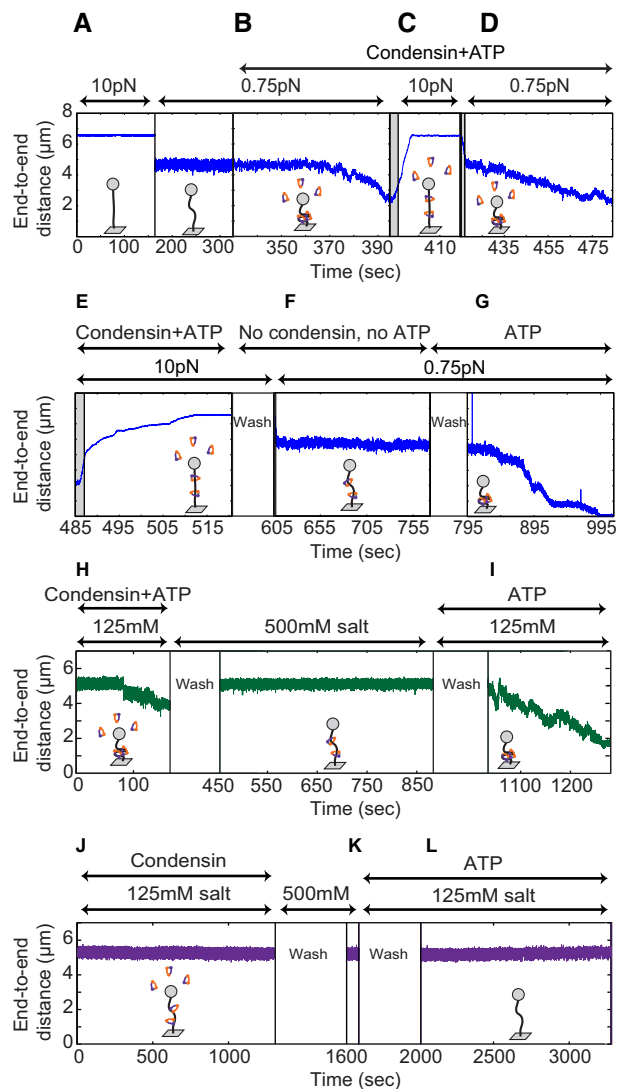 A B C D
Condensin+ATP
10pN 0.75pN 10pN 0.75pN
End-to-end distance (μm)
8
6
4
2
0 100 200 300 350 370 390 410 435 455 475
Time (sec)
E F G
Condensin+ATP No condensin, no ATP ATP
10pN 0.75pN
End-to-end distance (μm)
Wash Wash
485 495 505 515 605 655 705 755 795 895 995
Time (sec)
H I
Condensin+ATP ATP
125mM 500mM salt 125mM
End-to-end distance (μm)
6
4
2
0
Wash Wash
0 100 450 550 650 750 850 1100 1200
Time (sec)
J K L
Condensin ATP
125mM salt 500mM 125mM salt
End-to-end distance (μm)
6
4
2
0
Wash Wash
0 500 1000 1600 2000 2500 3000
Time (sec)